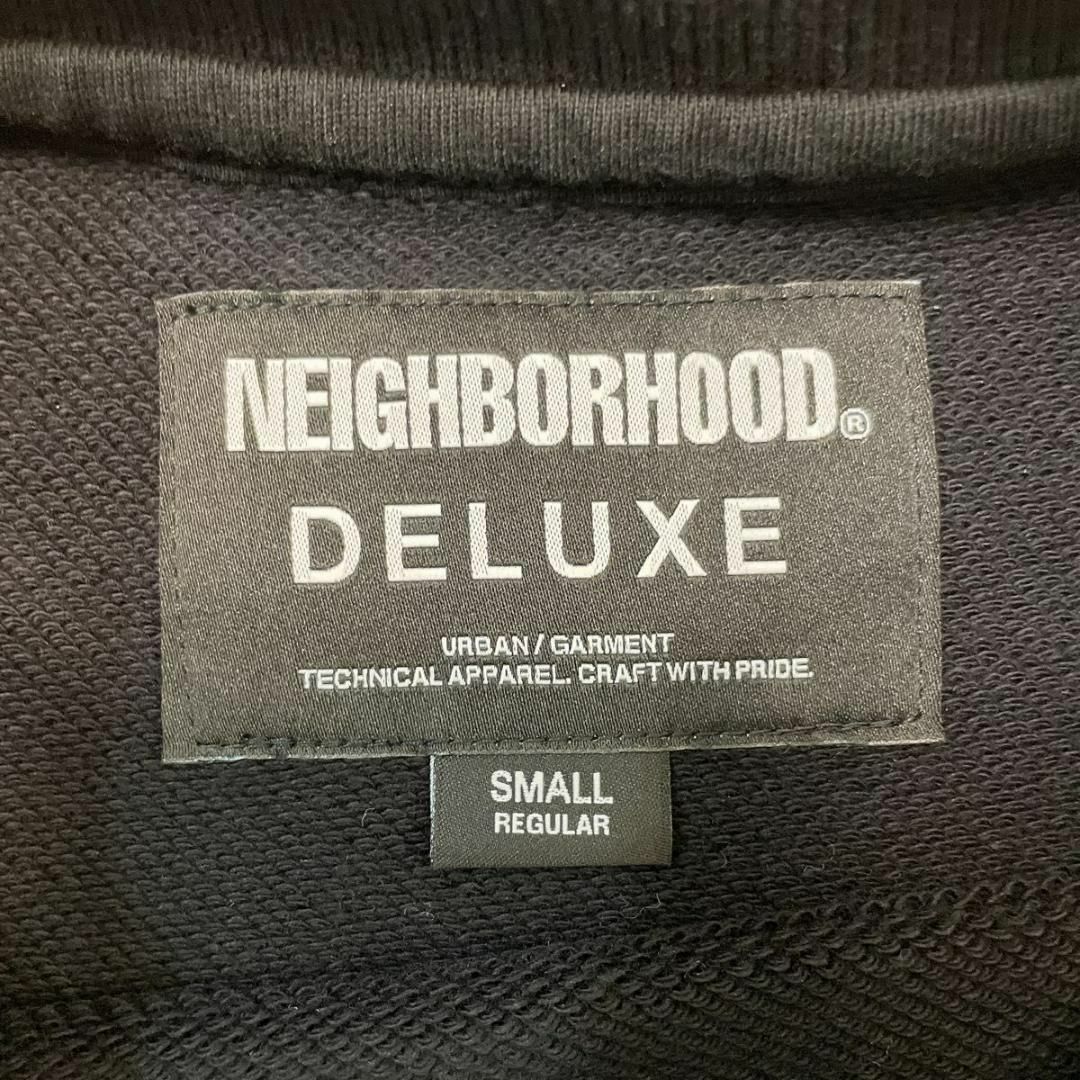 NEIGHBORHOOD®
DELUXE
URBAN / GARMENT
TECHNICAL APPAREL. CRAFT WITH PRIDE.
SMALL
REGULAR